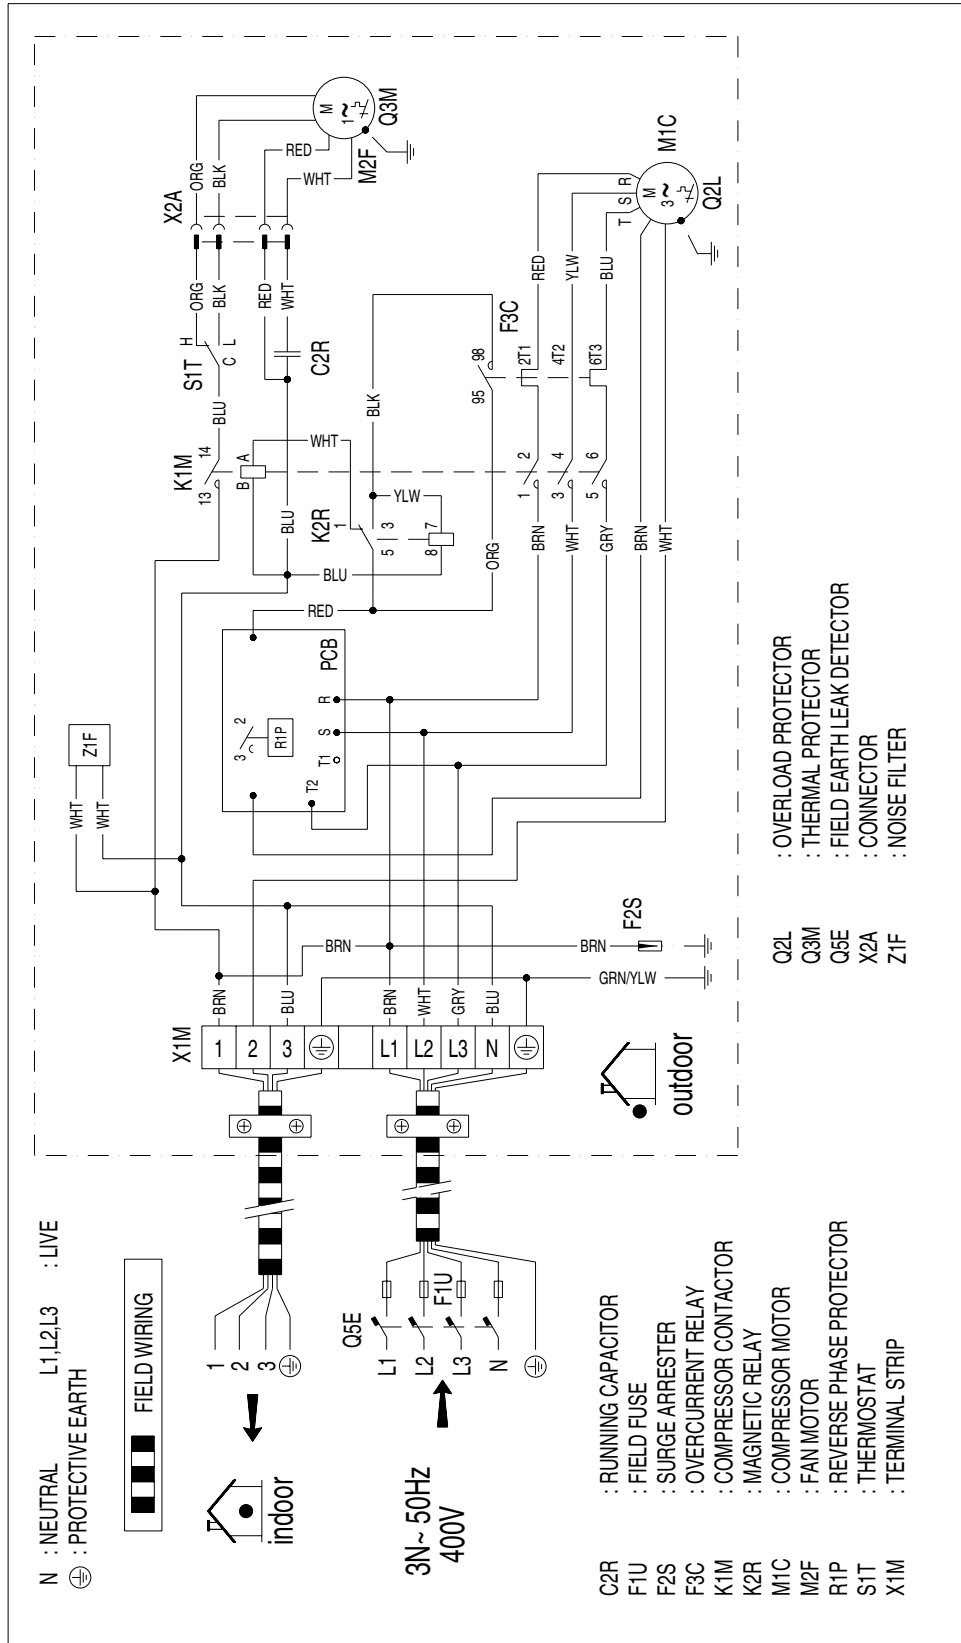 N : NEUTRAL L1,L2,L3 : LIVE
: PROTECTIVE EARTH
FIELD WIRING
indoor
3N~ 50Hz
400V
1
2
3
Q5E
L1
L2
L3
N
F1U
X1M
1
2
3
L1
L2
L3
N
outdoor
BRN
BLU
BRN
WHT
GRY
BLU
BRN
BRN
GRN/YLW
F2S
WHT
WHT
Z1F
T2
T1
S
R
3
2
R1P
PCB
RED
BLU
BLU
K1M
13
14
B
A
K2R
1
5
3
8
7
YLW
WHT
BLK
ORG
BLU
S1T
C
H
L
C2R
ORG
BLK
RED
WHT
X2A
ORG
BLK
RED
WHT
M
1~
Q3M
M2F
F3C
95
98
BRN
WHT
GRY
BRN
WHT
1
2
3
4
5
6
2T1
4T2
6T3
RED
YLW
BLU
T
S
R
M
3~
M1C
Q2L
C2R : RUNNING CAPACITOR
F1U : FIELD FUSE
F2S : SURGE ARRESTER
F3C : OVERCURRENT RELAY
K1M : COMPRESSOR CONTACTOR
K2R : MAGNETIC RELAY
M1C : COMPRESSOR MOTOR
M2F : FAN MOTOR
R1P : REVERSE PHASE PROTECTOR
S1T : THERMOSTAT
X1M : TERMINAL STRIP
Q2L : OVERLOAD PROTECTOR
Q3M : THERMAL PROTECTOR
Q5E : FIELD EARTH LEAK DETECTOR
X2A : CONNECTOR
Z1F : NOISE FILTER